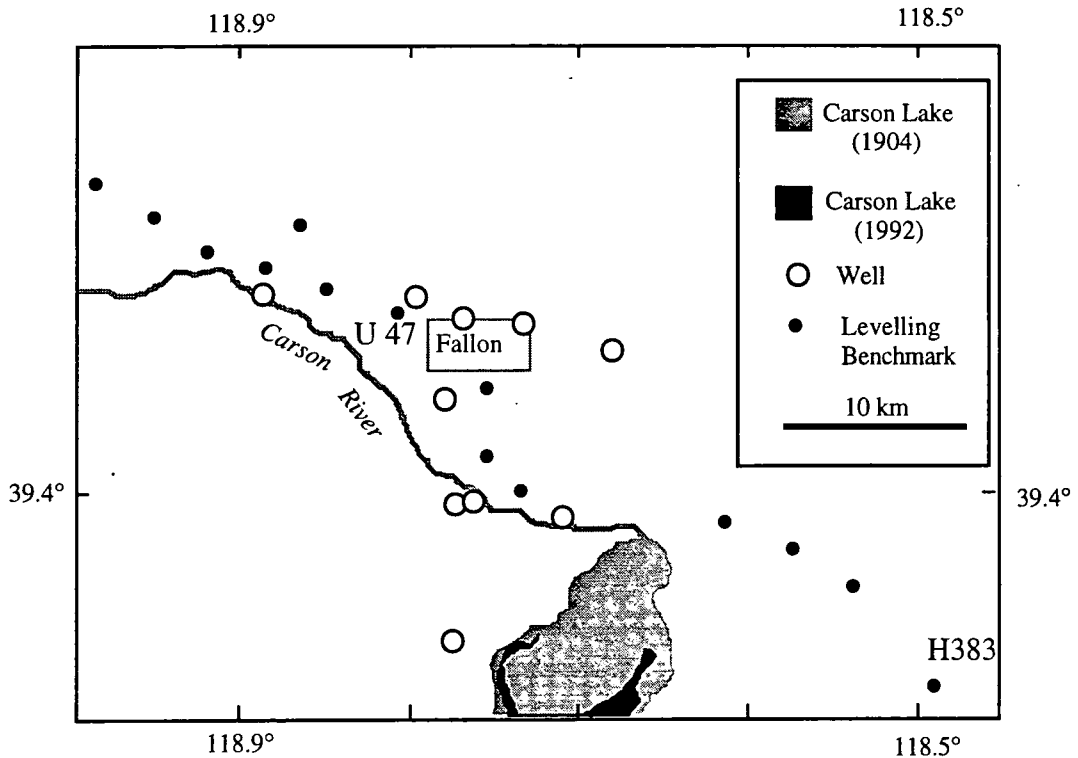 118.9°
118.5°
Carson Lake
(1904)
Carson Lake
(1992)
Well
Levelling
Benchmark
10 km
U 47
Fallon
Carson
River
39.4°
39.4°
H383
118.9°
118.5°